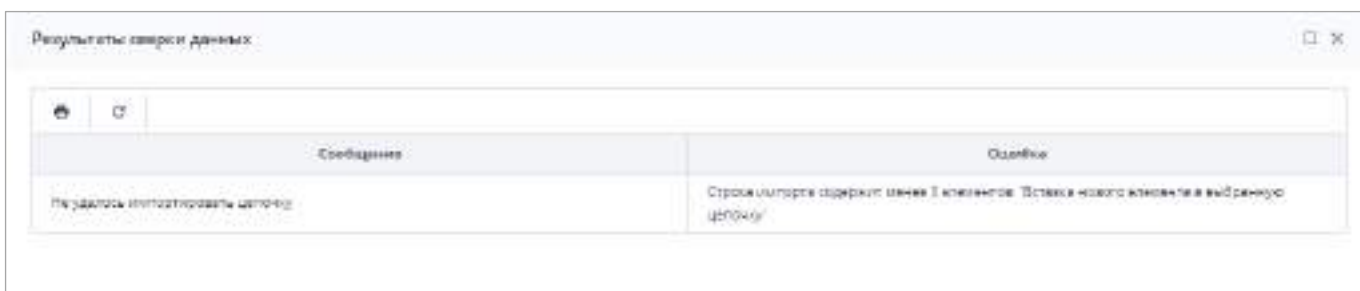 Результаты сверки данных
Сообщение
Ошибка
Не удалось импортировать цепочку
Строка импорта содержит менее 3 элементов: 'Вставка нового элемента в выбранную
цепочку'